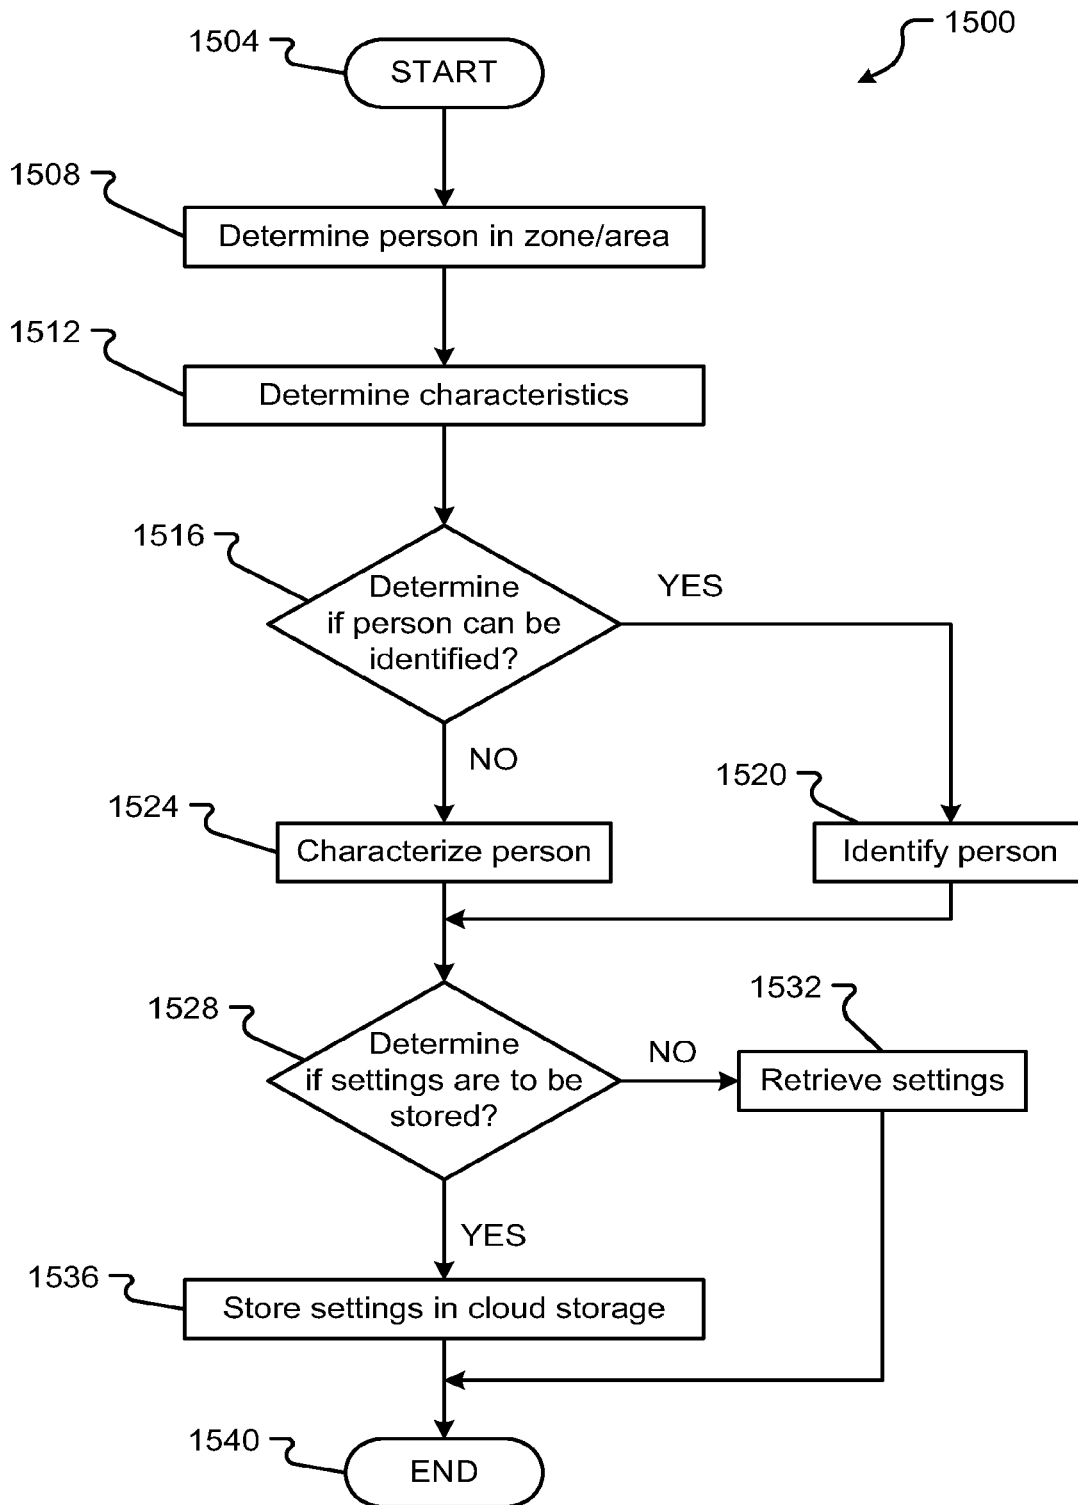 1500
1504
START
1508
Determine person in zone/area
1512
Determine characteristics
1516
Determine
if person can be
identified?
YES
NO
1524
Characterize person
1520
Identify person
1528
Determine
if settings are to be
stored?
NO
1532
Retrieve settings
YES
1536
Store settings in cloud storage
1540
END